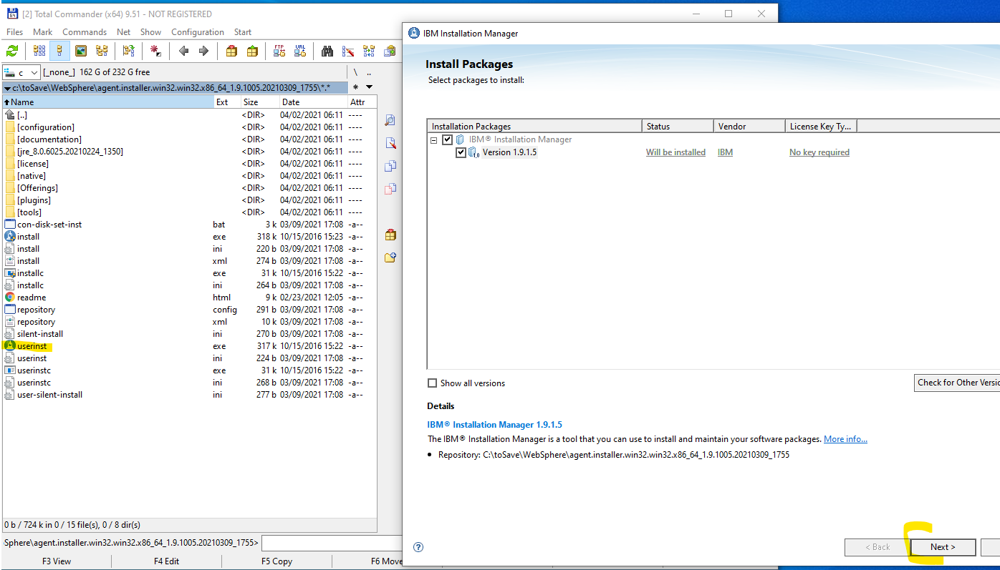 [2] Total Commander (x64) 9.51 - NOT REGISTERED
Files Mark Commands Net Show Configuration Start
FTP URL
c [_none_] 162 G of 232 G free \ ..
c:\toSave\WebSphere\agent.installer.win32.win32.x86_64_1.9.1005.20210309_1755\*.* *
Name Ext Size Date Attr
[..] <DIR> 04/02/2021 06:11 ----
[configuration] <DIR> 04/02/2021 06:11 ----
[documentation] <DIR> 04/02/2021 06:11 ----
[jre_8.0.6025.20210224_1350] <DIR> 04/02/2021 06:11 ----
[license] <DIR> 04/02/2021 06:11 ----
[native] <DIR> 04/02/2021 06:11 ----
[Offerings] <DIR> 04/02/2021 06:11 ----
[plugins] <DIR> 04/02/2021 06:11 ----
[tools] <DIR> 04/02/2021 06:11 ----
con-disk-set-inst bat 3 k 03/09/2021 17:08 -a--
install exe 318 k 10/15/2016 15:23 -a--
install ini 220 b 03/09/2021 17:08 -a--
install xml 274 b 03/09/2021 17:08 -a--
installc exe 31 k 10/15/2016 15:22 -a--
installc ini 264 b 03/09/2021 17:08 -a--
readme html 9 k 02/23/2021 12:05 -a--
repository config 291 b 03/09/2021 17:08 -a--
repository xml 10 k 03/09/2021 17:08 -a--
silent-install ini 270 b 03/09/2021 17:08 -a--
userinst exe 317 k 10/15/2016 15:22 -a--
userinst ini 224 b 03/09/2021 17:08 -a--
userinstc exe 31 k 10/15/2016 15:22 -a--
userinstc ini 268 b 03/09/2021 17:08 -a--
user-silent-install ini 277 b 03/09/2021 17:08 -a--
0 b / 724 k in 0 / 15 file(s), 0 / 8 dir(s)
Sphere\agent.installer.win32.win32.x86_64_1.9.1005.20210309_1755>
F3 View F4 Edit F5 Copy F6 Move
IBM Installation Manager
Install Packages
Select packages to install:
Installation Packages Status Vendor License Key Ty...
IBM® Installation Manager
Version 1.9.1.5 Will be installed IBM No key required
Show all versions
Check for Other Versio
Details
IBM® Installation Manager 1.9.1.5
The IBM® Installation Manager is a tool that you can use to install and maintain your software packages. More info...
• Repository: C:\toSave\WebSphere\agent.installer.win32.win32.x86_64_1.9.1005.20210309_1755
? < Back Next >